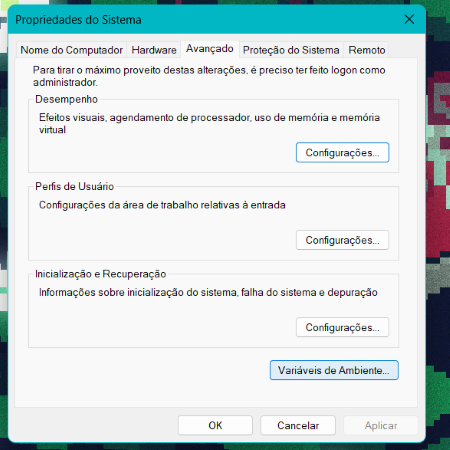 Propriedades do Sistema
Nome do Computador Hardware Avançado Proteção do Sistema Remoto
Para tirar o máximo proveito destas alterações, é preciso ter feito logon como
administrador.
Desempenho
Efeitos visuais, agendamento de processador, uso de memória e memória
virtual
Configurações...
Perfis de Usuário
Configurações da área de trabalho relativas à entrada
Configurações...
Inicialização e Recuperação
Informações sobre inicialização do sistema, falha do sistema e depuração
Configurações...
Variáveis de Ambiente...
OK Cancelar Aplicar